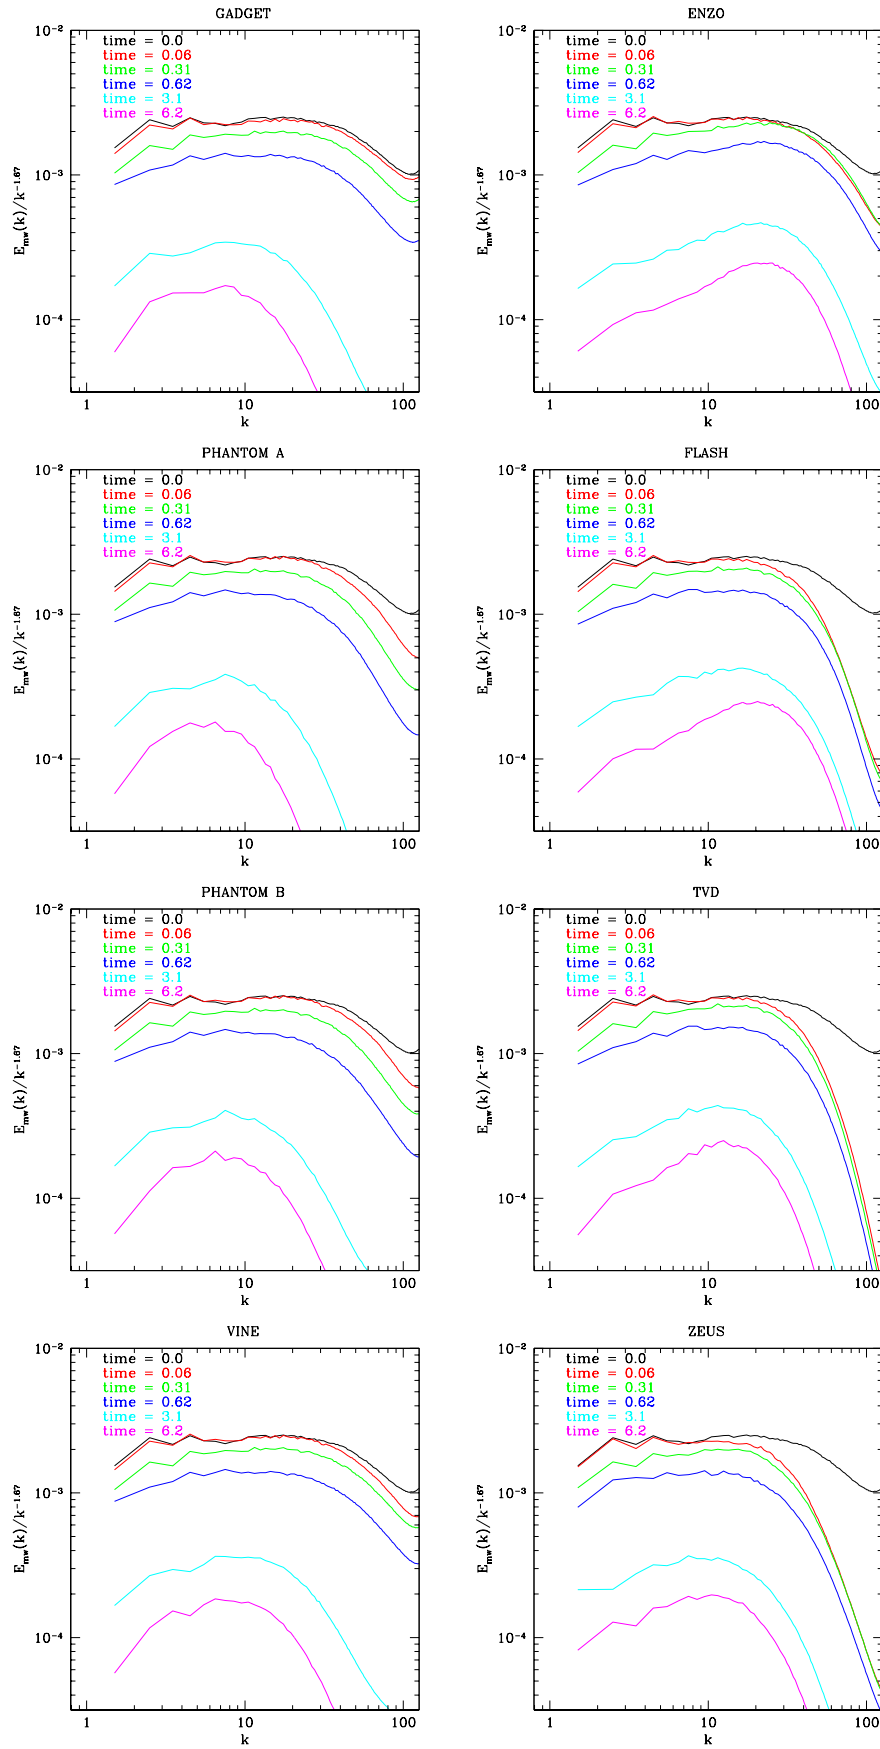 GADGET
time = 0.0
time = 0.06
time = 0.31
time = 0.62
time = 3.1
time = 6.2
10⁻²
10⁻³
10⁻⁴
E_mw(k)/k^−1.67
1 10 100
k
ENZO
time = 0.0
time = 0.06
time = 0.31
time = 0.62
time = 3.1
time = 6.2
10⁻²
10⁻³
10⁻⁴
E_mw(k)/k^−1.67
1 10 100
k
PHANTOM A
time = 0.0
time = 0.06
time = 0.31
time = 0.62
time = 3.1
time = 6.2
10⁻²
10⁻³
10⁻⁴
E_mw(k)/k^−1.67
1 10 100
k
FLASH
time = 0.0
time = 0.06
time = 0.31
time = 0.62
time = 3.1
time = 6.2
10⁻²
10⁻³
10⁻⁴
E_mw(k)/k^−1.67
1 10 100
k
PHANTOM B
time = 0.0
time = 0.06
time = 0.31
time = 0.62
time = 3.1
time = 6.2
10⁻²
10⁻³
10⁻⁴
E_mw(k)/k^−1.67
1 10 100
k
TVD
time = 0.0
time = 0.06
time = 0.31
time = 0.62
time = 3.1
time = 6.2
10⁻²
10⁻³
10⁻⁴
E_mw(k)/k^−1.67
1 10 100
k
VINE
time = 0.0
time = 0.06
time = 0.31
time = 0.62
time = 3.1
time = 6.2
10⁻²
10⁻³
10⁻⁴
E_mw(k)/k^−1.67
1 10 100
k
ZEUS
time = 0.0
time = 0.06
time = 0.31
time = 0.62
time = 3.1
time = 6.2
10⁻²
10⁻³
10⁻⁴
E_mw(k)/k^−1.67
1 10 100
k